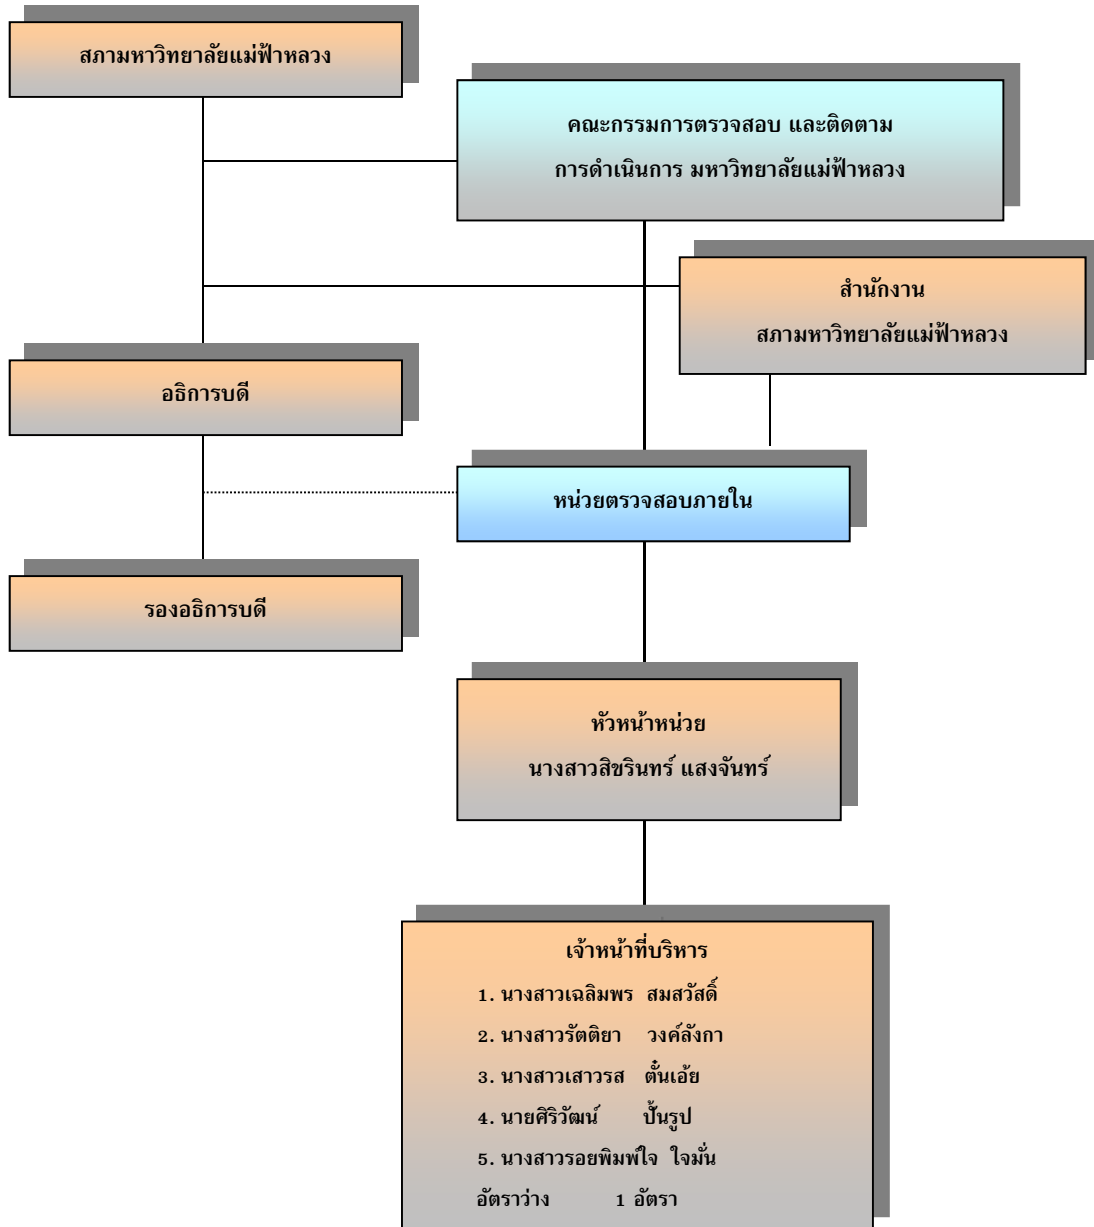 สภามหาวิทยาลัยแม่ฟ้าหลวง
คณะกรรมการตรวจสอบ และติดตาม
การดำเนินการ มหาวิทยาลัยแม่ฟ้าหลวง
สำนักงาน
สภามหาวิทยาลัยแม่ฟ้าหลวง
อธิการบดี
หน่วยตรวจสอบภายใน
รองอธิการบดี
หัวหน้าหน่วย
นางสาวสิชรินทร์ แสงจันทร์
เจ้าหน้าที่บริหาร
1. นางสาวเฉลิมพร สมสวัสดิ์
2. นางสาวรัตติยา วงค์ลังกา
3. นางสาวเสาวรส ตั๋นเอ้ย
4. นายศิริวัฒน์ ปั้นรูป
5. นางสาวรอยพิมพ์ใจ ใจมั่น
อัตราว่าง 1 อัตรา